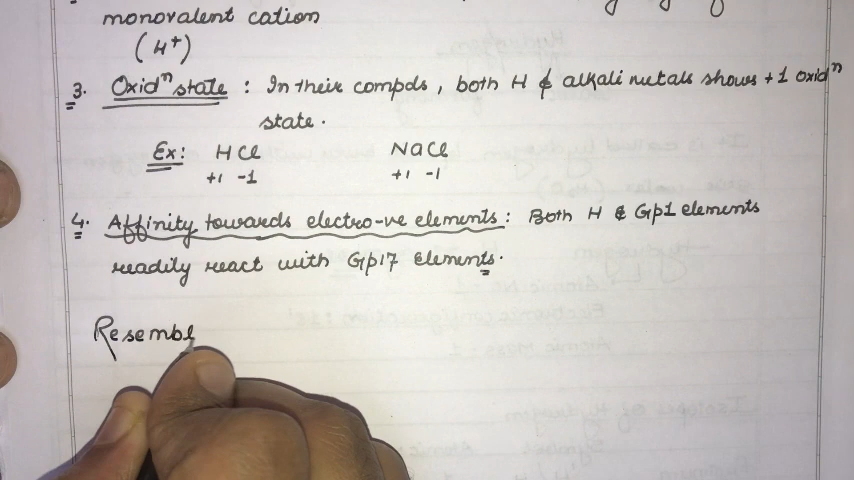 monovalent cation
(H⁺)
3. Oxidⁿ state : In their compds, both H & alkali metals shows +1 oxidⁿ
state.
Ex: HCl NaCl
+1 -1 +1 -1
4. Affinity towards electro-ve elements : Both H & Gp1 elements
readily react with Gp17 elements.
Resembl